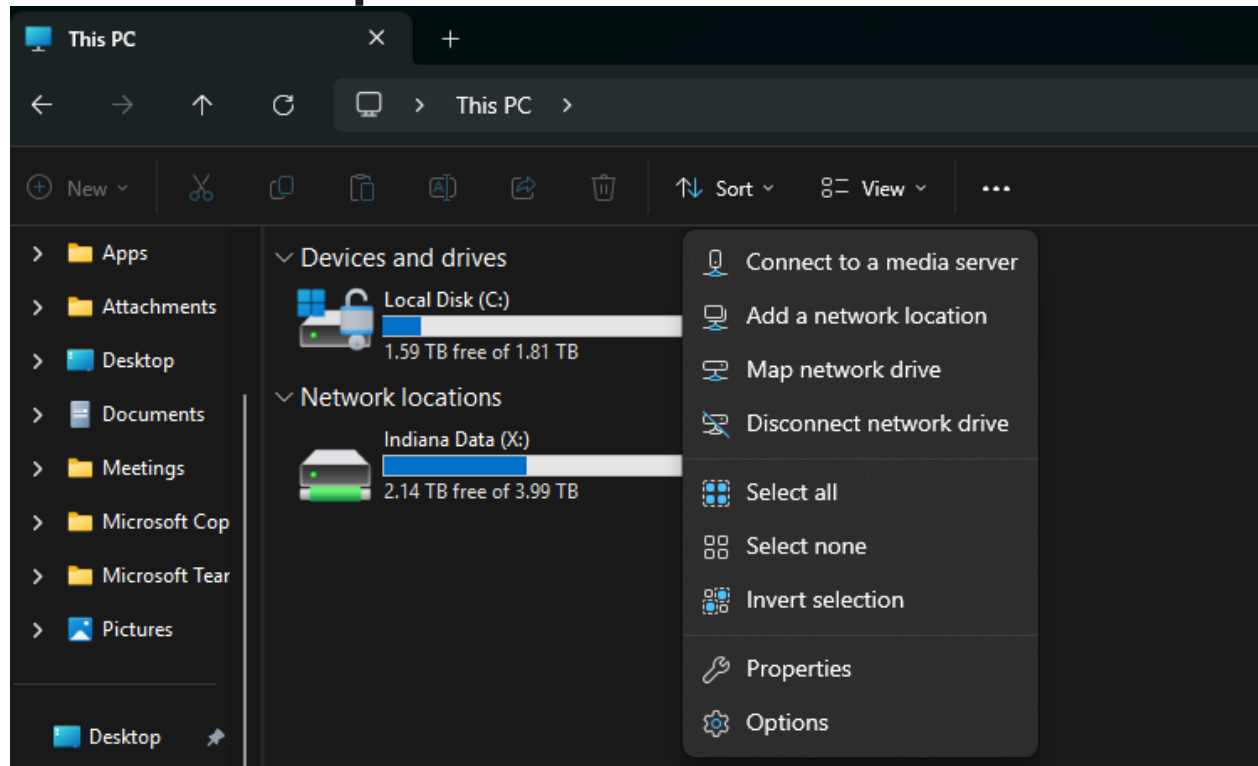 This PC
This PC
New
Sort
View
Apps
Attachments
Desktop
Documents
Meetings
Microsoft Cop
Microsoft Tear
Pictures
Desktop
Devices and drives
Local Disk (C:)
1.59 TB free of 1.81 TB
Network locations
Indiana Data (X:)
2.14 TB free of 3.99 TB
Connect to a media server
Add a network location
Map network drive
Disconnect network drive
Select all
Select none
Invert selection
Properties
Options